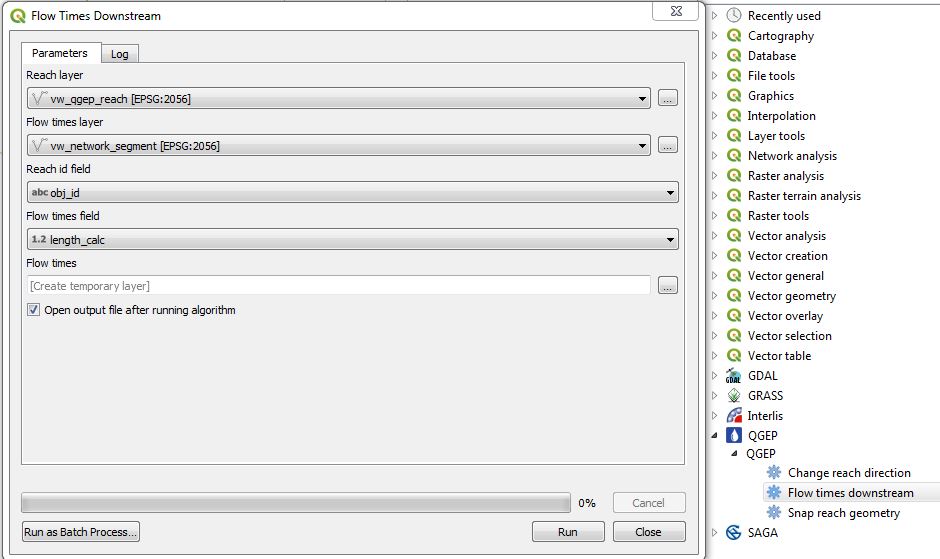 Flow Times Downstream
Parameters
Log
Reach layer
vw_qgep_reach [EPSG:2056]
...
Flow times layer
vw_network_segment [EPSG:2056]
...
Reach id field
abc obj_id
Flow times field
1.2 length_calc
Flow times
[Create temporary layer]
...
Open output file after running algorithm
0%
Cancel
Run as Batch Process...
Run
Close
Recently used
Cartography
Database
File tools
Graphics
Interpolation
Layer tools
Network analysis
Raster analysis
Raster terrain analysis
Raster tools
Vector analysis
Vector creation
Vector general
Vector geometry
Vector overlay
Vector selection
Vector table
GDAL GDAL
GRASS
Interlis
QGEP
QGEP
Change reach direction
Flow times downstream
Snap reach geometry
SAGA